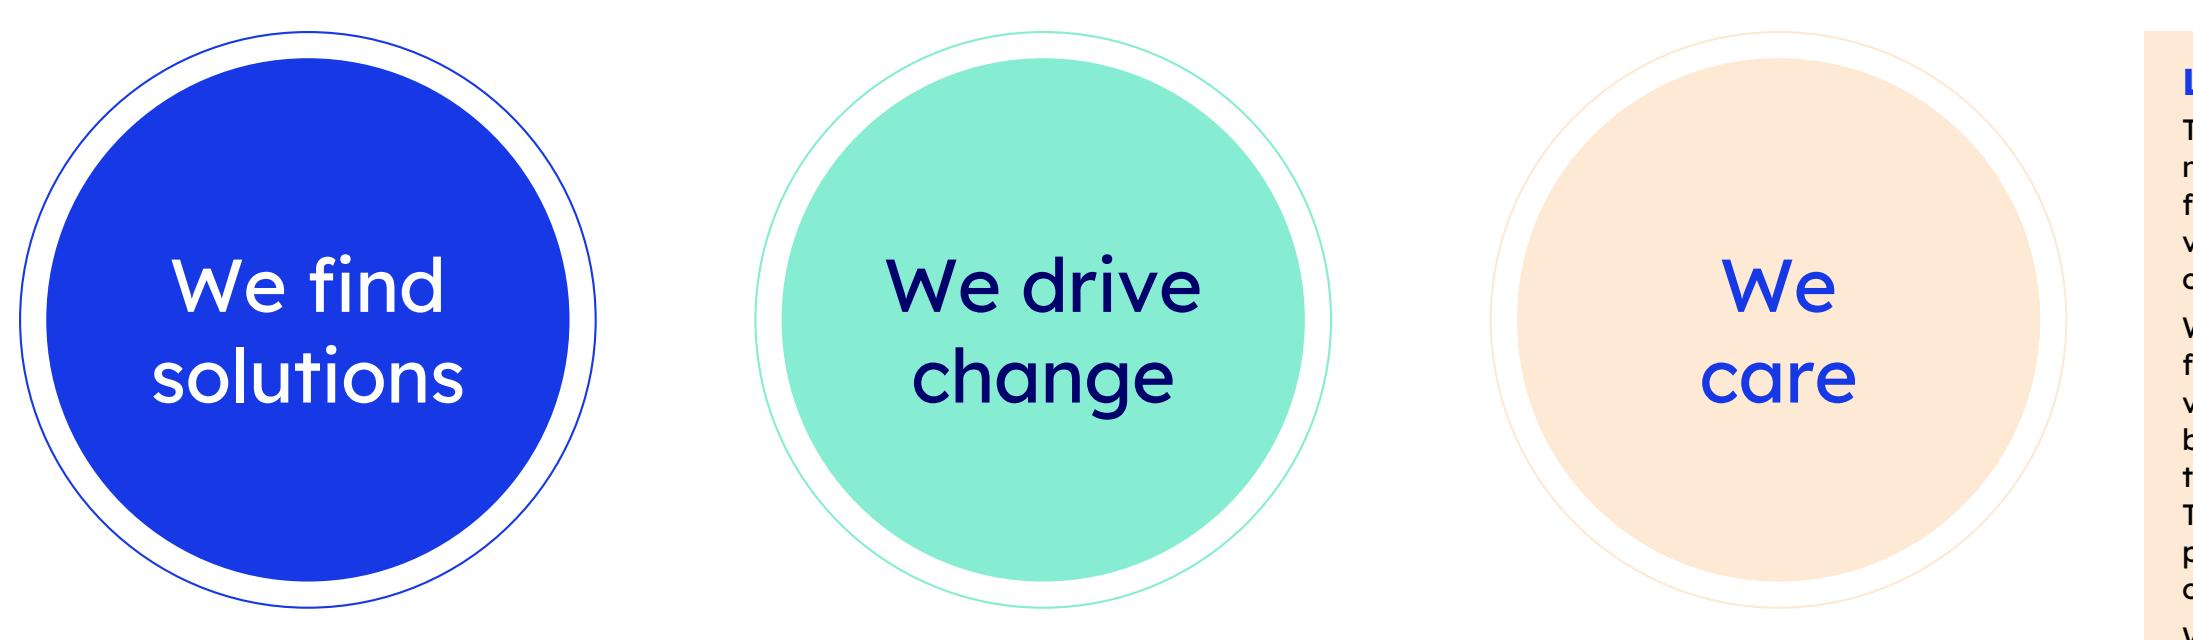 We find
solutions
We drive
change
We
care